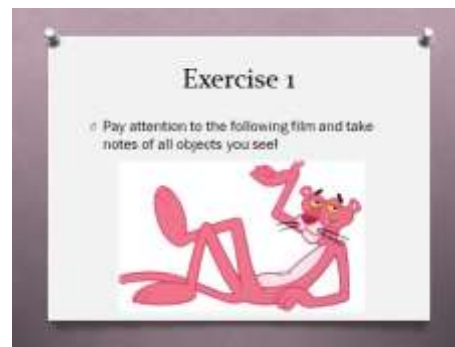 Exercise 1
Pay attention to the following film and take
notes of all objects you see!